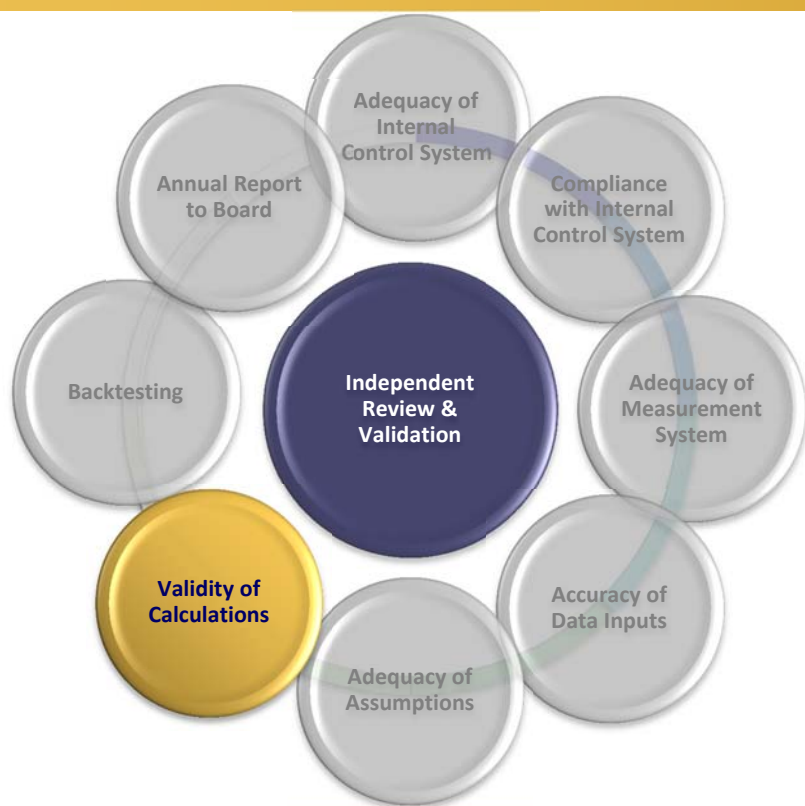 Adequacy of
Internal
Control System
Compliance
with Internal
Control System
Adequacy of
Measurement
System
Accuracy of
Data Inputs
Adequacy of
Assumptions
Validity of
Calculations
Backtesting
Annual Report
to Board
Independent
Review &
Validation